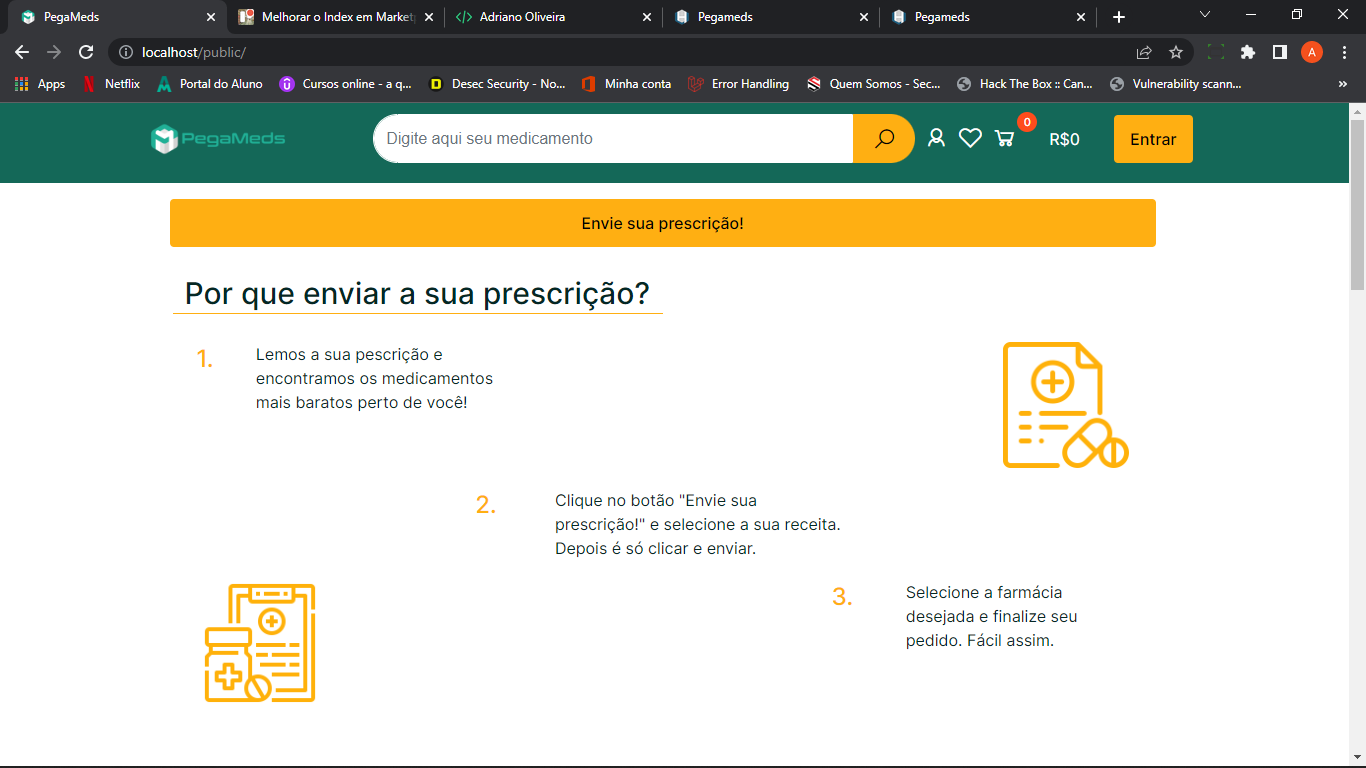 PegaMeds
Melhorar o Index em Market
Adriano Oliveira
Pegameds
Pegameds
localhost/public/
A
Apps
Netflix
Portal do Aluno
Cursos online - a q...
Desec Security - No...
Minha conta
Error Handling
Quem Somos - Sec...
Hack The Box :: Can...
Vulnerability scann...
»
PegaMeds
Digite aqui seu medicamento
0
R$0
Entrar
Envie sua prescrição!
Por que enviar a sua prescrição?
1.
Lemos a sua pescrição e
encontramos os medicamentos
mais baratos perto de você!
2.
Clique no botão "Envie sua
prescrição!" e selecione a sua receita.
Depois é só clicar e enviar.
3.
Selecione a farmácia
desejada e finalize seu
pedido. Fácil assim.